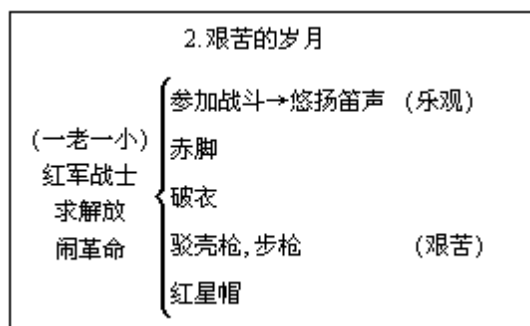 2.艰苦的岁月
(一老一小)
红军战士
求解放
闹革命
参加战斗→悠扬笛声 (乐观)
赤脚
破衣
驳壳枪,步枪 (艰苦)
红星帽